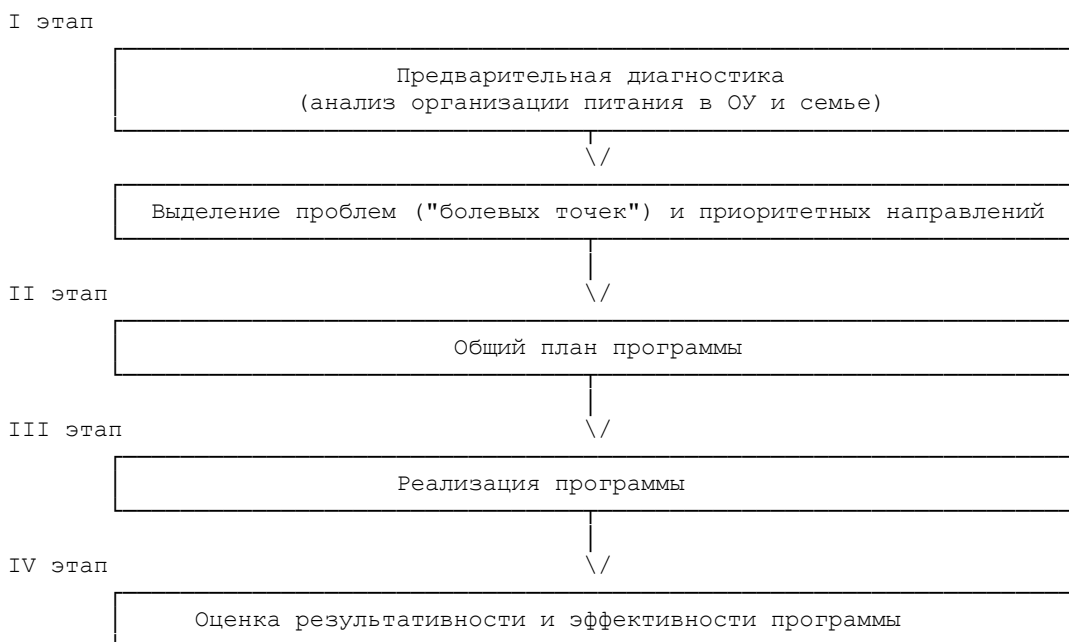 I этап
Предварительная диагностика
(анализ организации питания в ОУ и семье)
\/
Выделение проблем ("болевых точек") и приоритетных направлений
II этап
\/
Общий план программы
III этап
\/
Реализация программы
IV этап
\/
Оценка результативности и эффективности программы